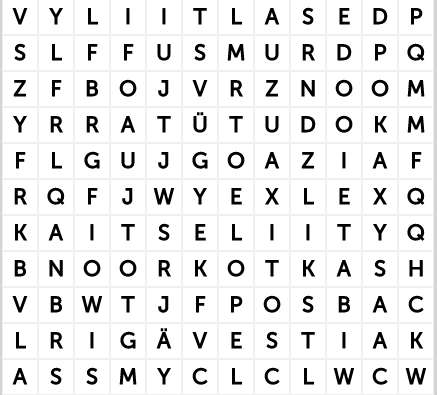 V Y L I I T L A S E D P
S L F F U S M U R D P Q
Z F B O J V R Z N O O M
Y R R A T Ü T U D O K M
F L G U J G O A Z I A F
R Q F J W Y E X L E X Q
K A I T S E L I I T Y Q
B N O O R K O T K A S H
V B W T J F P O S B A C
L R I G Ä V E S T I A K
A S S M Y C L C L W C W